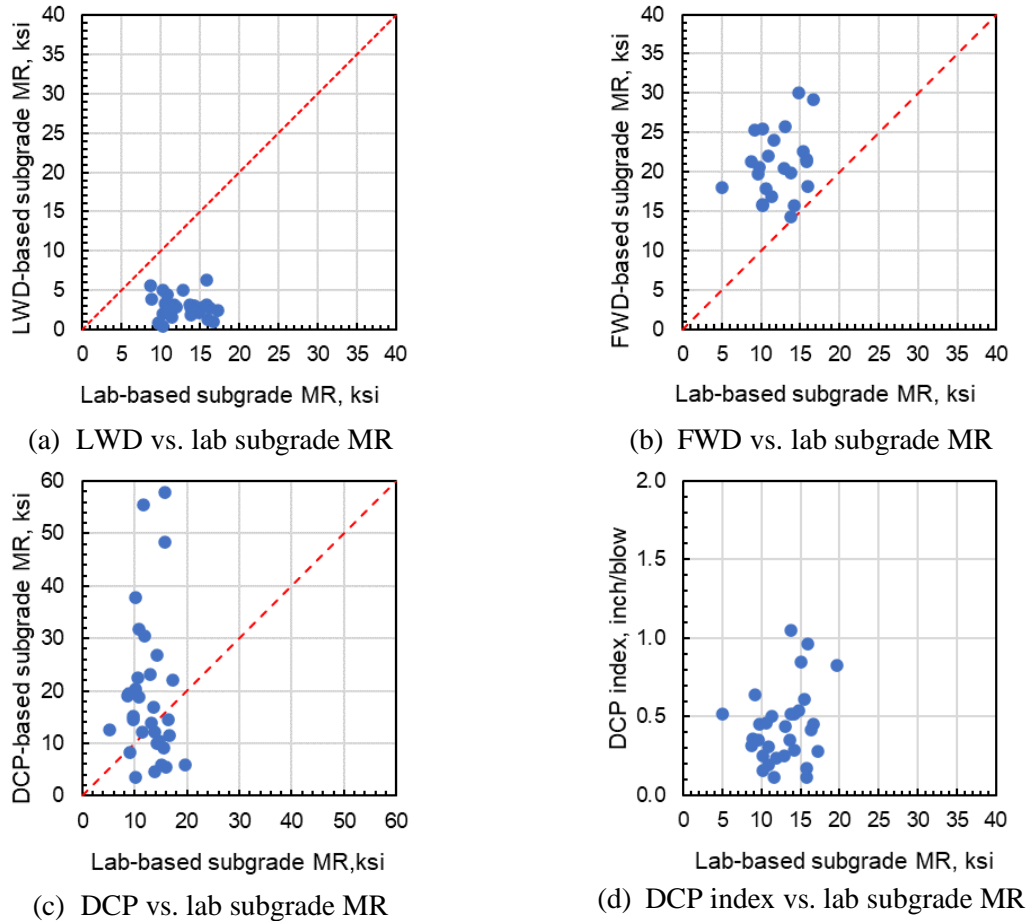 LWD-based subgrade MR, ksi
40
35
30
25
20
15
10
5
0
0 5 10 15 20 25 30 35 40
Lab-based subgrade MR, ksi
(a) LWD vs. lab subgrade MR
FWD-based subgrade MR, ksi
40
35
30
25
20
15
10
5
0
0 5 10 15 20 25 30 35 40
Lab-based subgrade MR, ksi
(b) FWD vs. lab subgrade MR
DCP-based subgrade MR, ksi
60
50
40
30
20
10
0
0 10 20 30 40 50 60
Lab-based subgrade MR,ksi
(c) DCP vs. lab subgrade MR
DCP index, inch/blow
2.0
1.5
1.0
0.5
0.0
0 5 10 15 20 25 30 35 40
Lab-based subgrade MR, ksi
(d) DCP index vs. lab subgrade MR